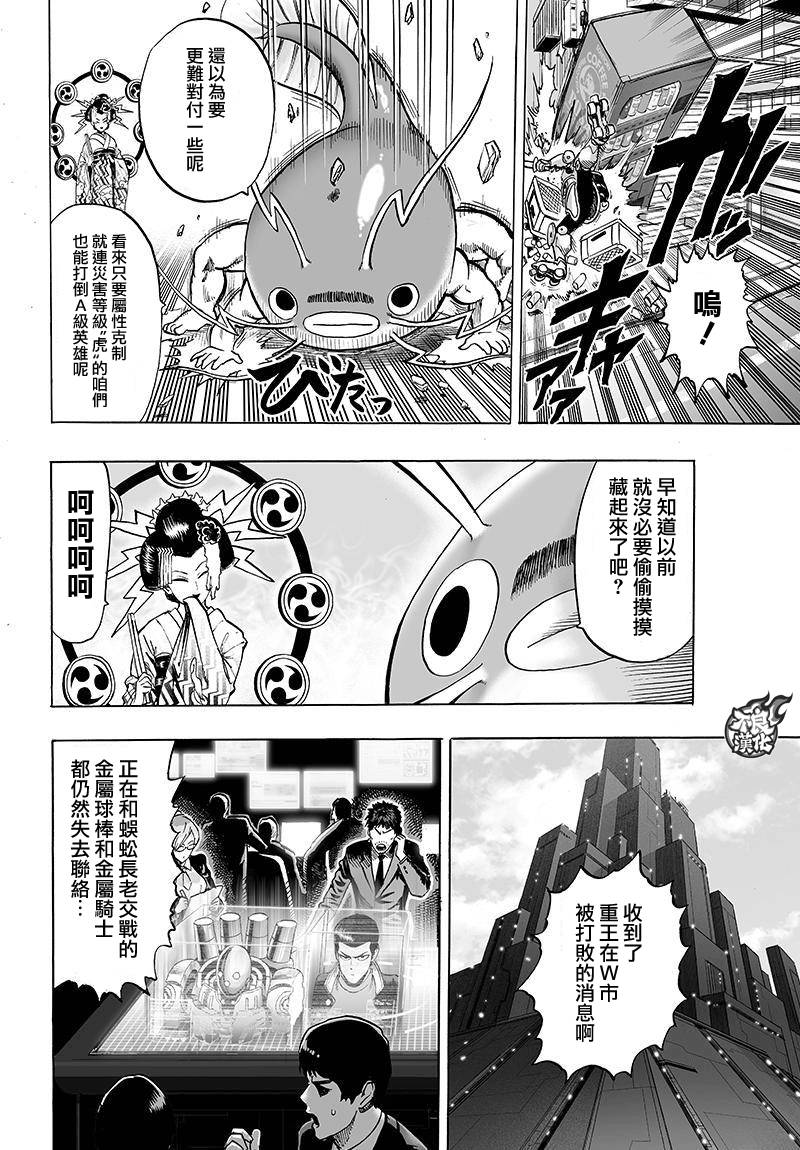 嗚！
ガッ
ギャアァ
COFFEE
還以為要
更難對付一些呢
びたっ
看來只要屬性克制
就連災害等級”虎”的咱們
也能打倒A級英雄呢
早知道以前
就沒必要偷偷摸摸
藏起來了吧？
呵呵呵呵
收到了
重王在W市
被打敗的消息啊
正在和蜈蚣長老交戰的
金屬球棒和金屬騎士
都仍然失去聯絡…